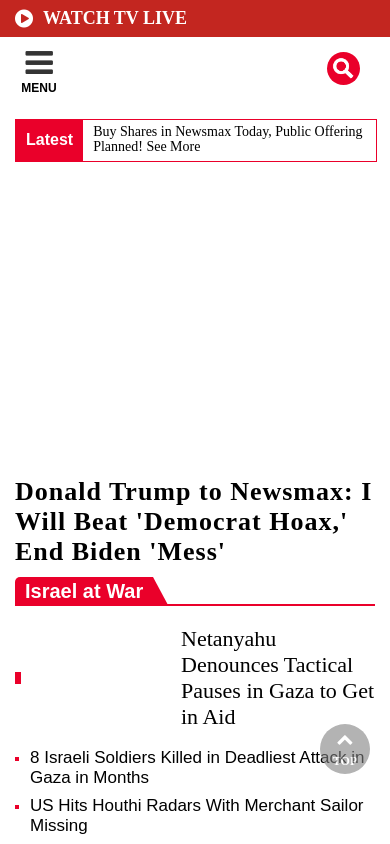 WATCH TV LIVE
MENU
Latest
Buy Shares in Newsmax Today, Public Offering
Planned! See More
Donald Trump to Newsmax: I
Will Beat 'Democrat Hoax,'
End Biden 'Mess'
Israel at War
Netanyahu
Denounces Tactical
Pauses in Gaza to Get
in Aid
TOP
8 Israeli Soldiers Killed in Deadliest Attack in
Gaza in Months
US Hits Houthi Radars With Merchant Sailor
Missing